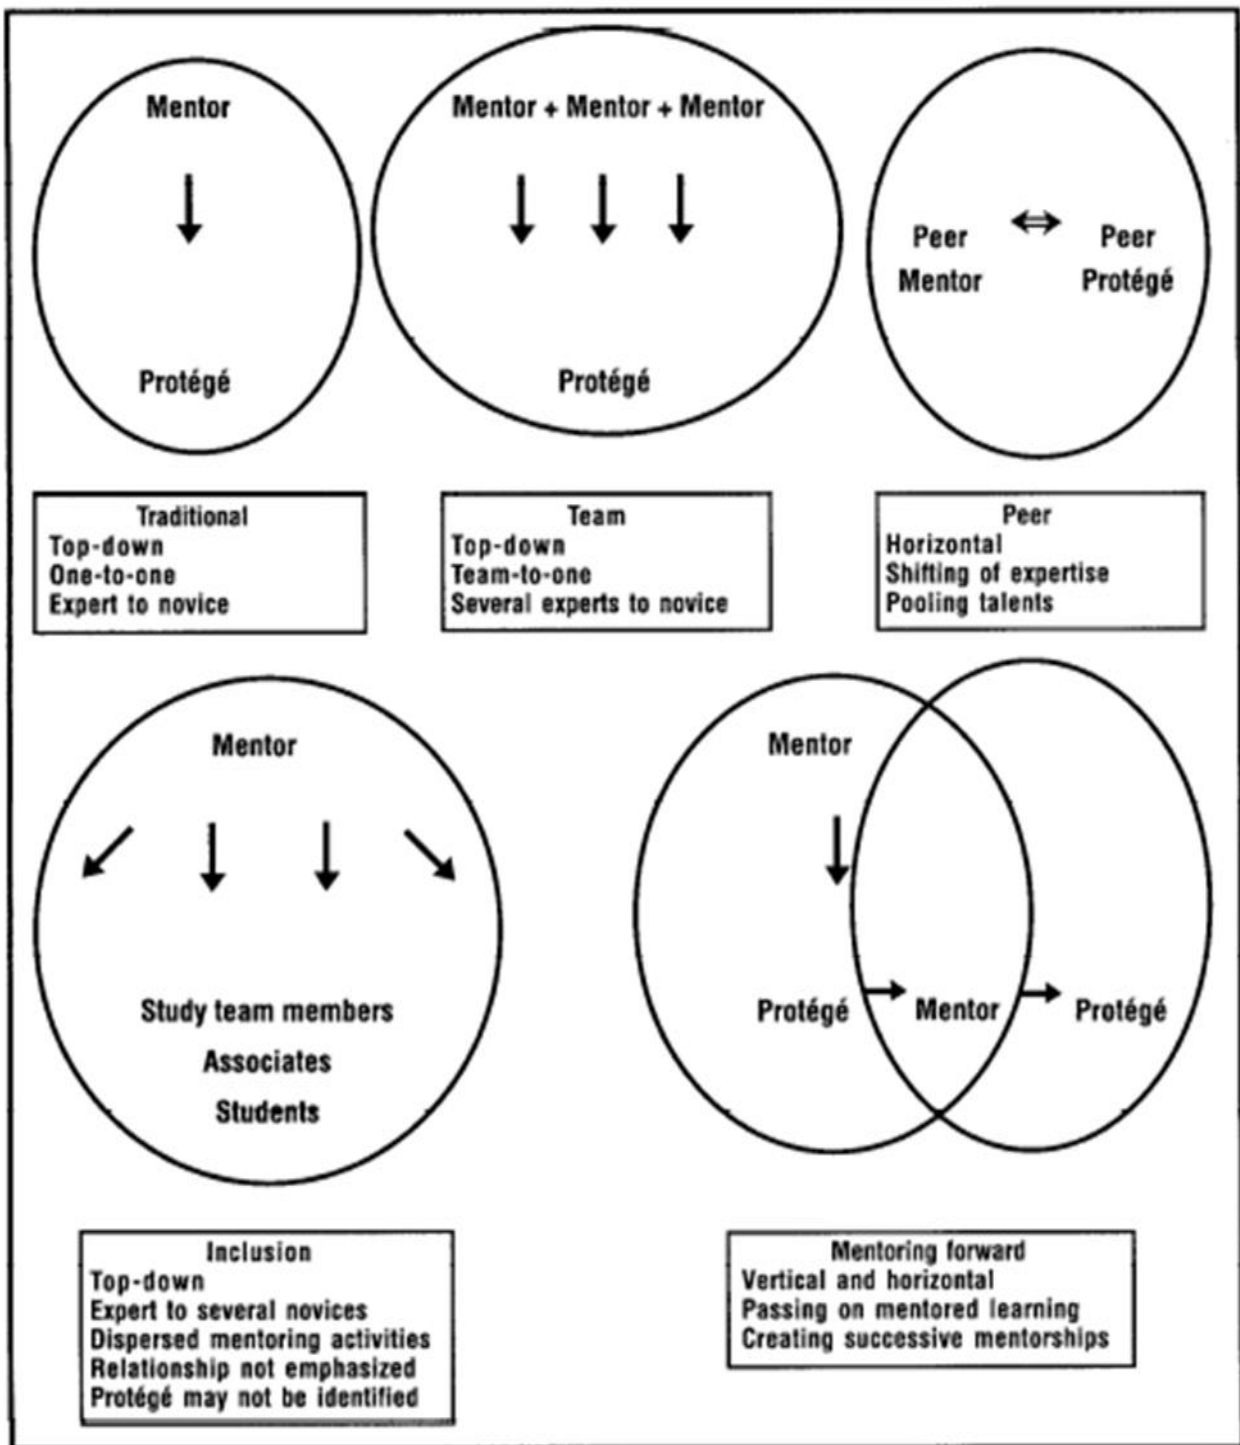 Mentor
Protégé
Mentor + Mentor + Mentor
Protégé
Peer
Mentor
Peer
Protégé
Traditional
Top-down
One-to-one
Expert to novice
Team
Top-down
Team-to-one
Several experts to novice
Peer
Horizontal
Shifting of expertise
Pooling talents
Mentor
Study team members
Associates
Students
Mentor
Protégé Mentor Protégé
Inclusion
Top-down
Expert to several novices
Dispersed mentoring activities
Relationship not emphasized
Protégé may not be identified
Mentoring forward
Vertical and horizontal
Passing on mentored learning
Creating successive mentorships